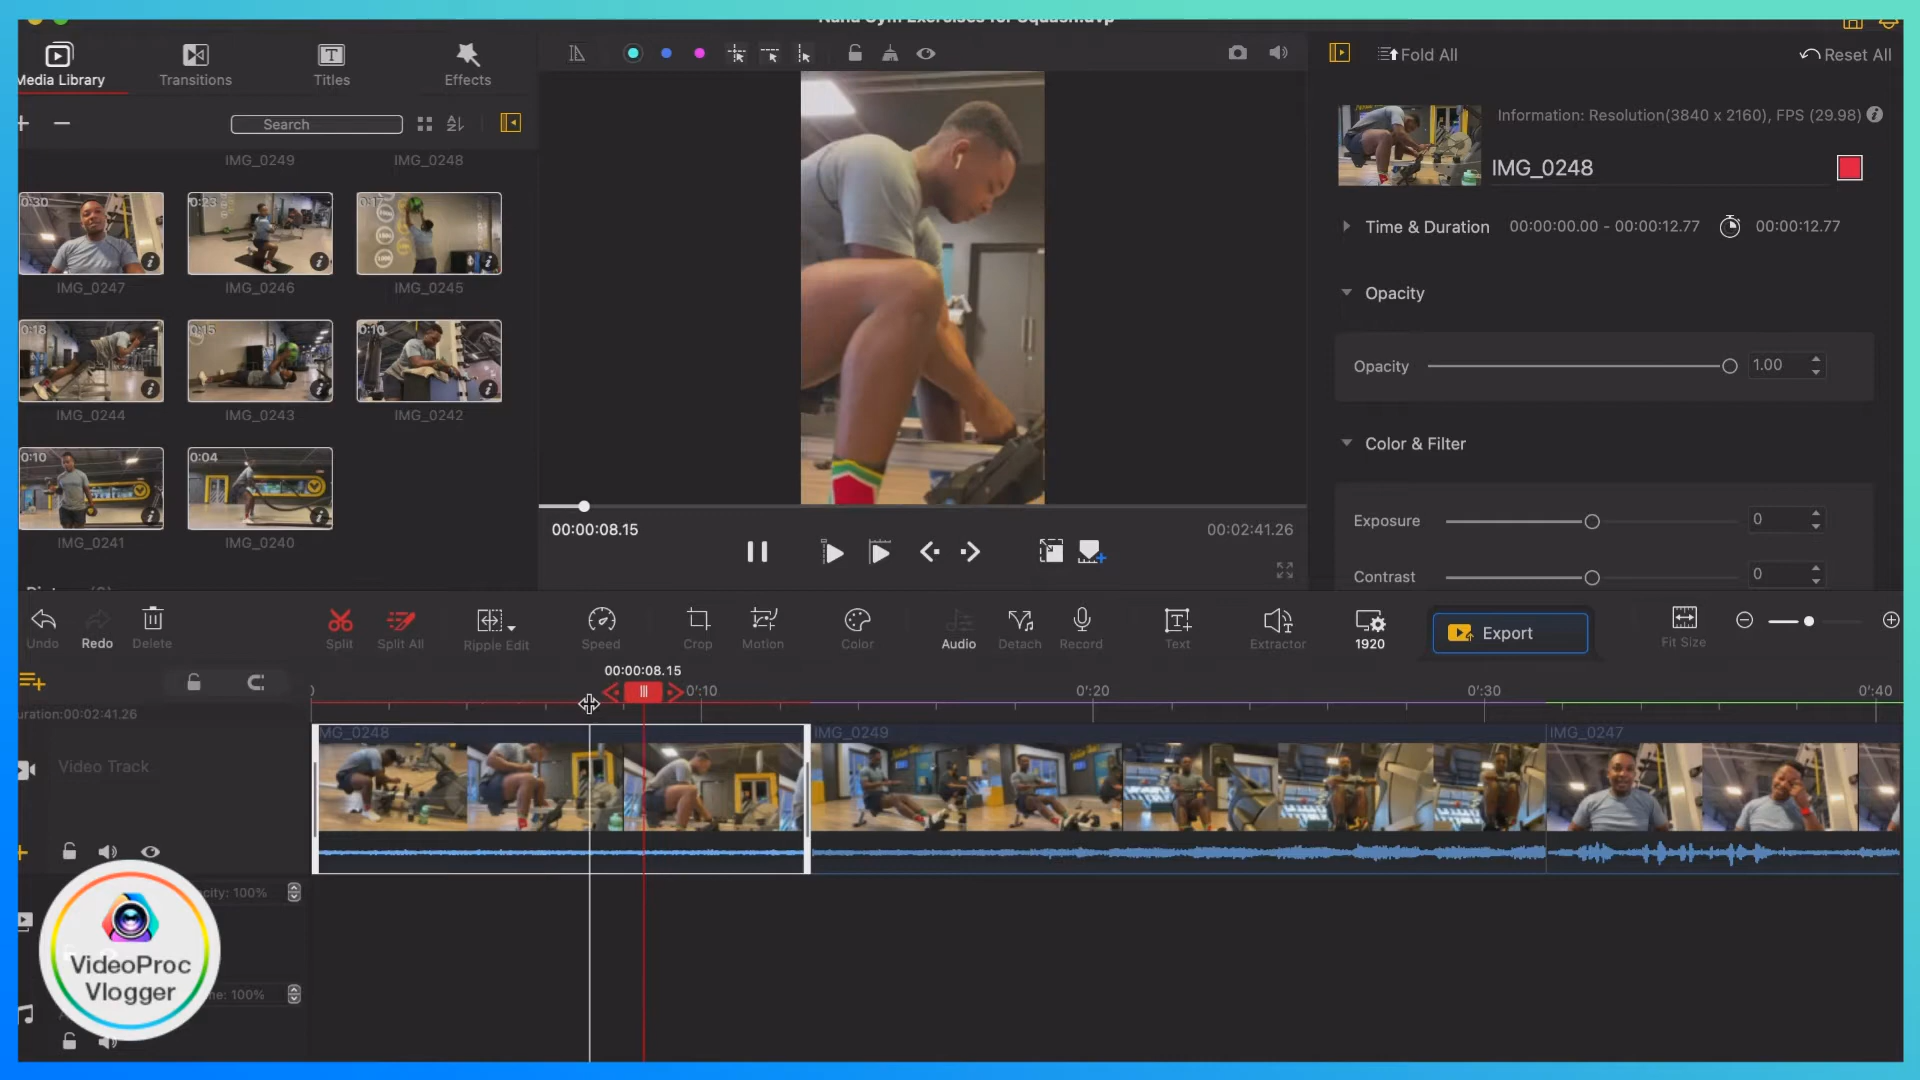 Nana Gym Exercises for Squash.uvp
Media Library
Transitions
Titles
Effects
Fold All
Reset All
Search
Information: Resolution(3840 x 2160), FPS (29.98)
IMG_0249
IMG_0248
IMG_0248
0:30
0:23
0:17
Time & Duration 00:00:00.00 - 00:00:12.77 00:00:12.77
IMG_0247
IMG_0246
IMG_0245
Opacity
0:18
0:15
0:10
Opacity 1.00
IMG_0244
IMG_0243
IMG_0242
Color & Filter
0:10
0:04
Exposure 0
00:00:08.15
00:02:41.26
IMG_0241
IMG_0240
Contrast 0
Undo
Redo
Delete
Split
Split All
Ripple Edit
Speed
Crop
Motion
Color
Audio
Detach
Record
Text
Extractor
1920
Export
Fit Size
00:00:08.15
0
0':10
0':20
0':30
0':40
uration:00:02:41.26
MG_0248
IMG_0249
IMG_0247
Video Track
city: 100%
VideoProc
Vlogger
me: 100%